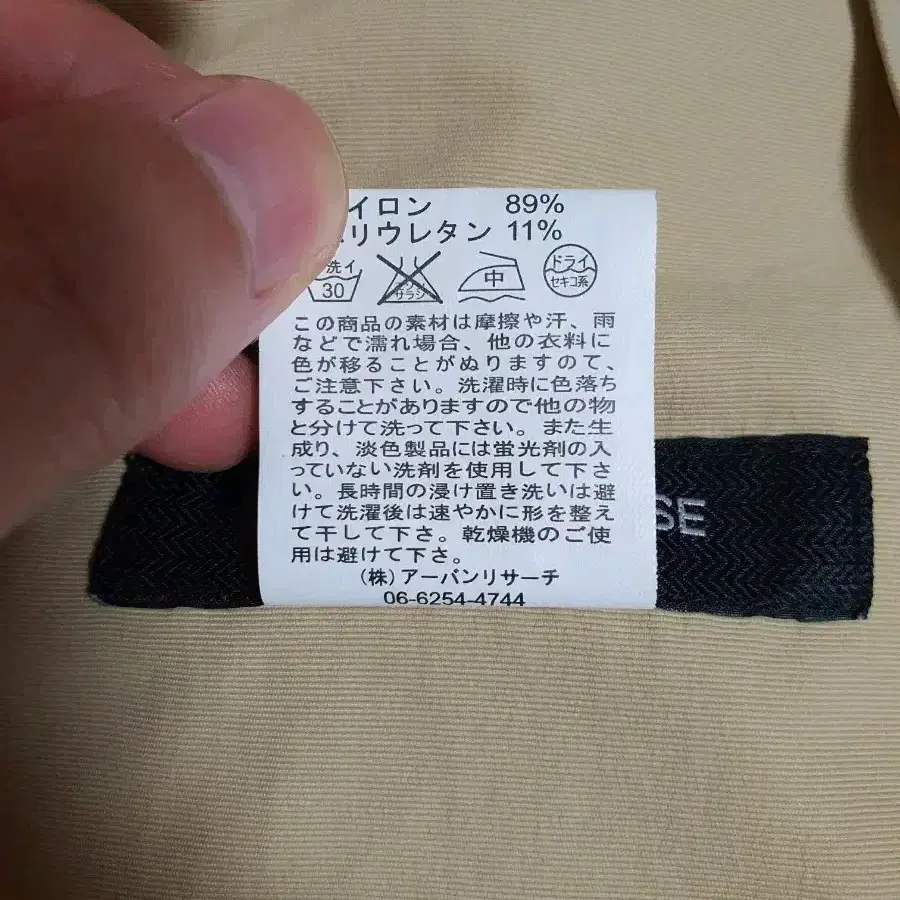 イロン 89%
リウレタン 11%
洗イ
30
サラシ
中
ドライ
セキユ系
この商品の素材は摩擦や汗、雨
などで濡れ場合、他の衣料に
色が移ることがぬりますので、
ご注意下さい。洗濯時に色落ち
することがありますので他の物
と分けて洗って下さい。また生
成り、淡色製品には蛍光剤の入
っていない洗剤を使用して下さ
い。長時間の浸け置き洗いは避
けて洗濯後は速やかに形を整え
て干して下さ。乾燥機のご使
用は避けて下さ。
(株)アーバンリサーチ
06-6254-4744
SE